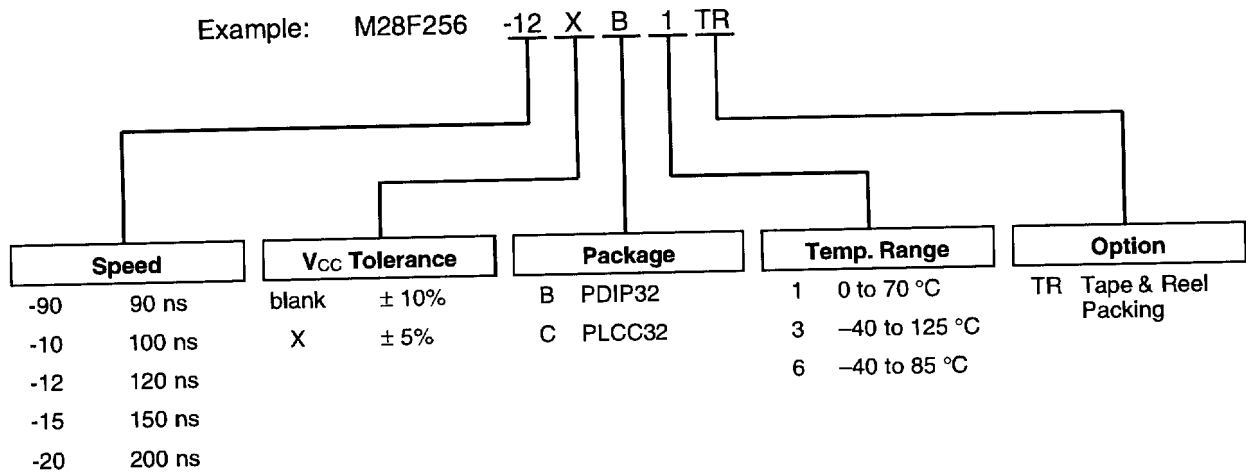 Example: M28F256 -12 X B 1 TR
Speed
-90 90 ns
-10 100 ns
-12 120 ns
-15 150 ns
-20 200 ns
VCC Tolerance
blank ± 10%
X ± 5%
Package
B PDIP32
C PLCC32
Temp. Range
1 0 to 70 °C
3 –40 to 125 °C
6 –40 to 85 °C
Option
TR Tape & Reel
Packing